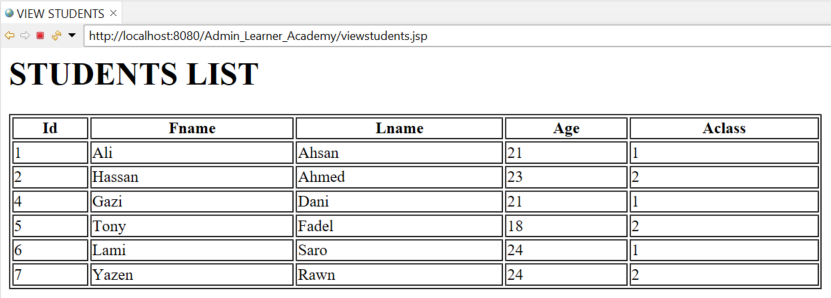 VIEW STUDENTS
http://localhost:8080/Admin_Learner_Academy/viewstudents.jsp
STUDENTS LIST
Id Fname Lname Age Aclass
1 Ali Ahsan 21 1
2 Hassan Ahmed 23 2
4 Gazi Dani 21 1
5 Tony Fadel 18 2
6 Lami Saro 24 1
7 Yazen Rawn 24 2